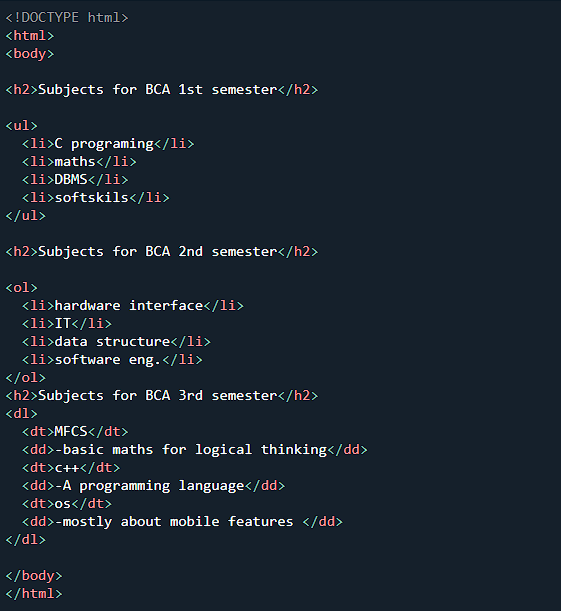 <!DOCTYPE html>
<html>
<body>
<h2>Subjects for BCA 1st semester</h2>
<ul>
<li>C programing</li>
<li>maths</li>
<li>DBMS</li>
<li>softskils</li>
</ul>
<h2>Subjects for BCA 2nd semester</h2>
<ol>
<li>hardware interface</li>
<li>IT</li>
<li>data structure</li>
<li>software eng.</li>
</ol>
<h2>Subjects for BCA 3rd semester</h2>
<dl>
<dt>MFCS</dt>
<dd>-basic maths for logical thinking</dd>
<dt>c++</dt>
<dd>-A programming language</dd>
<dt>os</dt>
<dd>-mostly about mobile features </dd>
</dl>
</body>
</html>